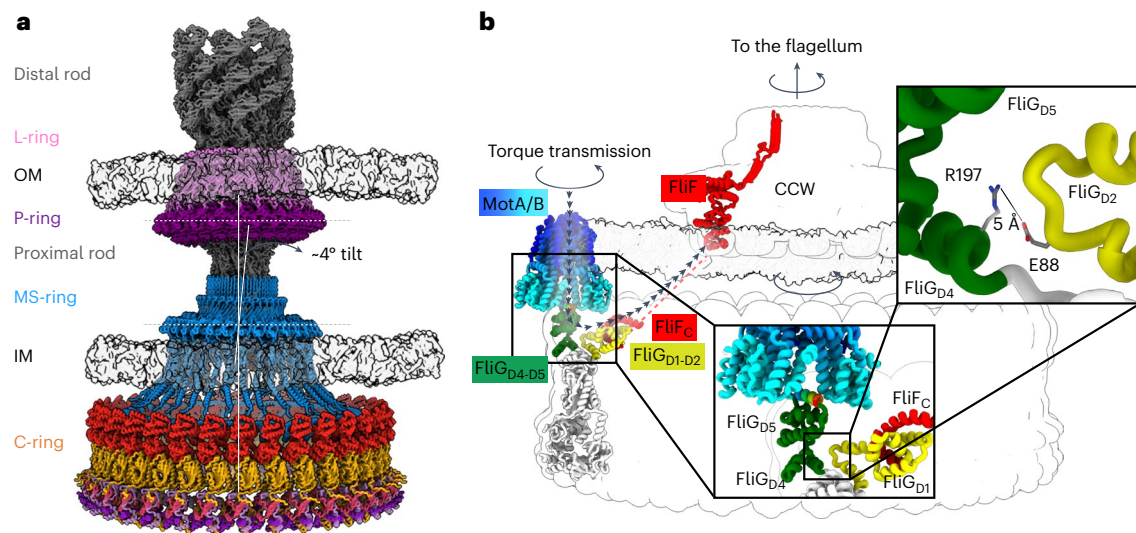 a
Distal rod
L-ring
OM
P-ring
Proximal rod
~4° tilt
MS-ring
IM
C-ring
b
To the flagellum
Torque transmission
MotA/B
FliF
CCW
FliF_C
FliG_D1-D2
FliG_D4-D5
FliG_D5
R197
FliG_D2
5 Å
E88
FliG_D4
FliF_C
FliG_D5
FliG_D4
FliG_D1